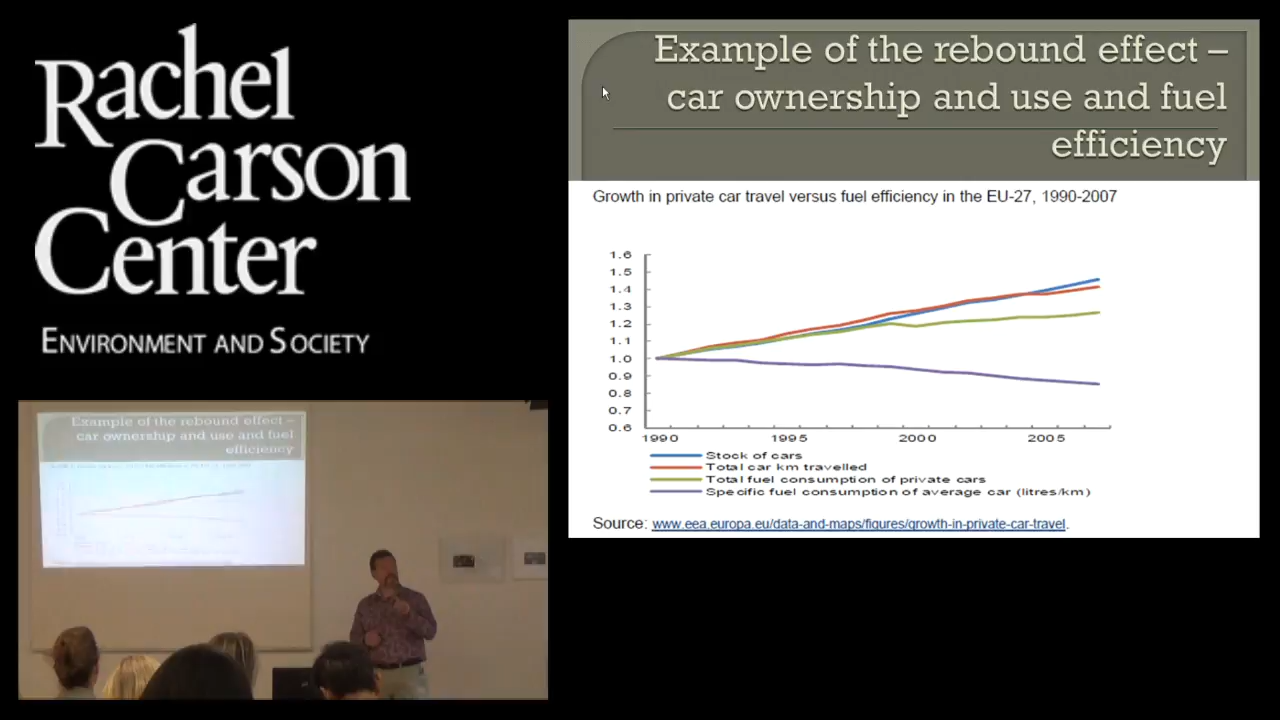 Rachel
Carson
Center
ENVIRONMENT AND SOCIETY
Example of the rebound effect –
car ownership and use and fuel
efficiency
Growth in private car travel versus fuel efficiency in the EU-27, 1990-2007
1.6
1.5
1.4
1.3
1.2
1.1
1.0
0.9
0.8
0.7
0.6
1990 1995 2000 2005
Stock of cars
Total car km travelled
Total fuel consumption of private cars
Specific fuel consumption of average car (litres/km)
Source: www.eea.europa.eu/data-and-maps/figures/growth-in-private-car-travel.
Example of the rebound effect –
car ownership and use and fuel
efficiency